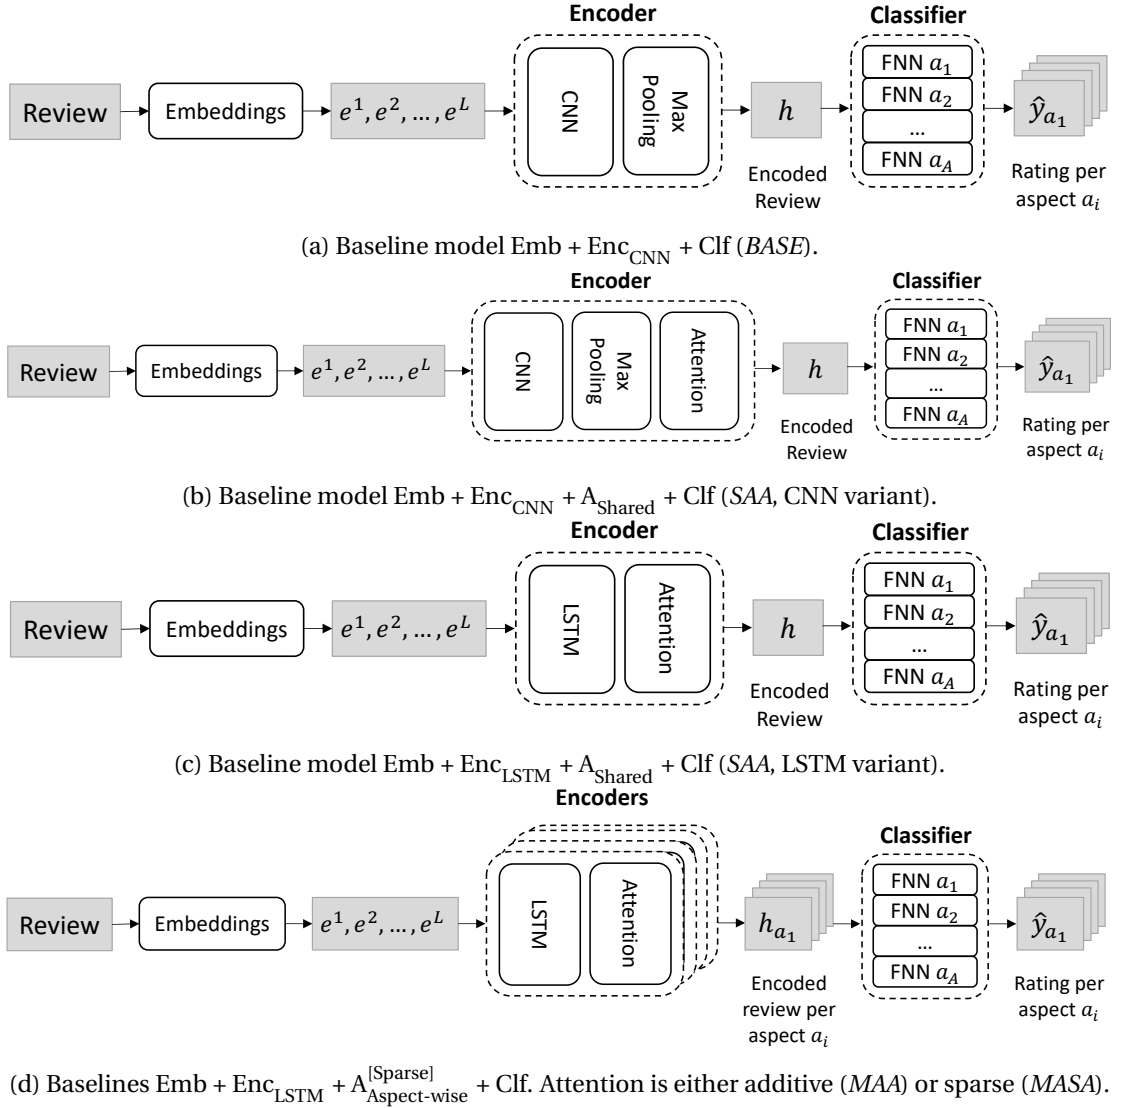 Encoder
Classifier
Review
Embeddings
e^1, e^2, ..., e^L
CNN
Max
Pooling
h
Encoded
Review
FNN a_1
FNN a_2
...
FNN a_A
ŷ_{a_1}
Rating per
aspect a_i
(a) Baseline model Emb + Enc_CNN + Clf (BASE).
Encoder
Classifier
Review
Embeddings
e^1, e^2, ..., e^L
CNN
Max
Pooling
Attention
h
Encoded
Review
FNN a_1
FNN a_2
...
FNN a_A
ŷ_{a_1}
Rating per
aspect a_i
(b) Baseline model Emb + Enc_CNN + A_Shared + Clf (SAA, CNN variant).
Encoder
Classifier
Review
Embeddings
e^1, e^2, ..., e^L
LSTM
Attention
h
Encoded
Review
FNN a_1
FNN a_2
...
FNN a_A
ŷ_{a_1}
Rating per
aspect a_i
(c) Baseline model Emb + Enc_LSTM + A_Shared + Clf (SAA, LSTM variant).
Encoders
Classifier
Review
Embeddings
e^1, e^2, ..., e^L
LSTM
Attention
h_{a_1}
Encoded
review per
aspect a_i
FNN a_1
FNN a_2
...
FNN a_A
ŷ_{a_1}
Rating per
aspect a_i
(d) Baselines Emb + Enc_LSTM + A^[Sparse]_Aspect-wise + Clf. Attention is either additive (MAA) or sparse (MASA).